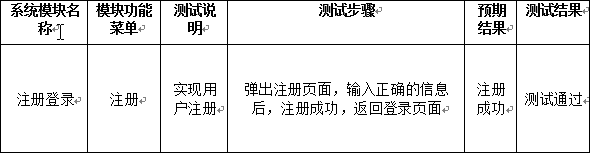 系统模块名
称
模块功能
菜单
测试说
明
测试步骤
预期
结果
测试结果
注册登录
注册
实现用
户注册
弹出注册页面，输入正确的信息
后，注册成功，返回登录页面
注册
成功
测试通过